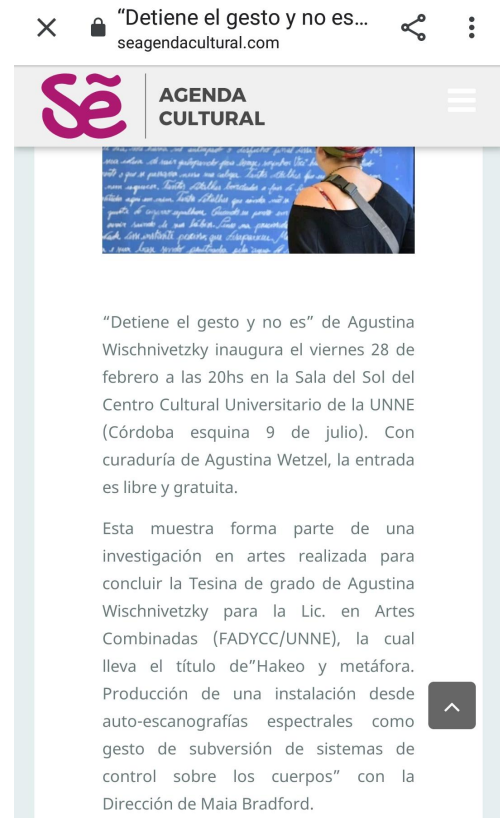 “Detiene el gesto y no es...
seagendacultural.com
Sẽ
AGENDA
CULTURAL
“Detiene el gesto y no es” de Agustina
Wischnivetzky inaugura el viernes 28 de
febrero a las 20hs en la Sala del Sol del
Centro Cultural Universitario de la UNNE
(Córdoba esquina 9 de julio). Con
curaduría de Agustina Wetzel, la entrada
es libre y gratuita.
Esta muestra forma parte de una
investigación en artes realizada para
concluir la Tesina de grado de Agustina
Wischnivetzky para la Lic. en Artes
Combinadas (FADYCC/UNNE), la cual
lleva el título de”Hakeo y metáfora.
Producción de una instalación desde
auto-escanografías espectrales como
gesto de subversión de sistemas de
control sobre los cuerpos” con la
Dirección de Maia Bradford.